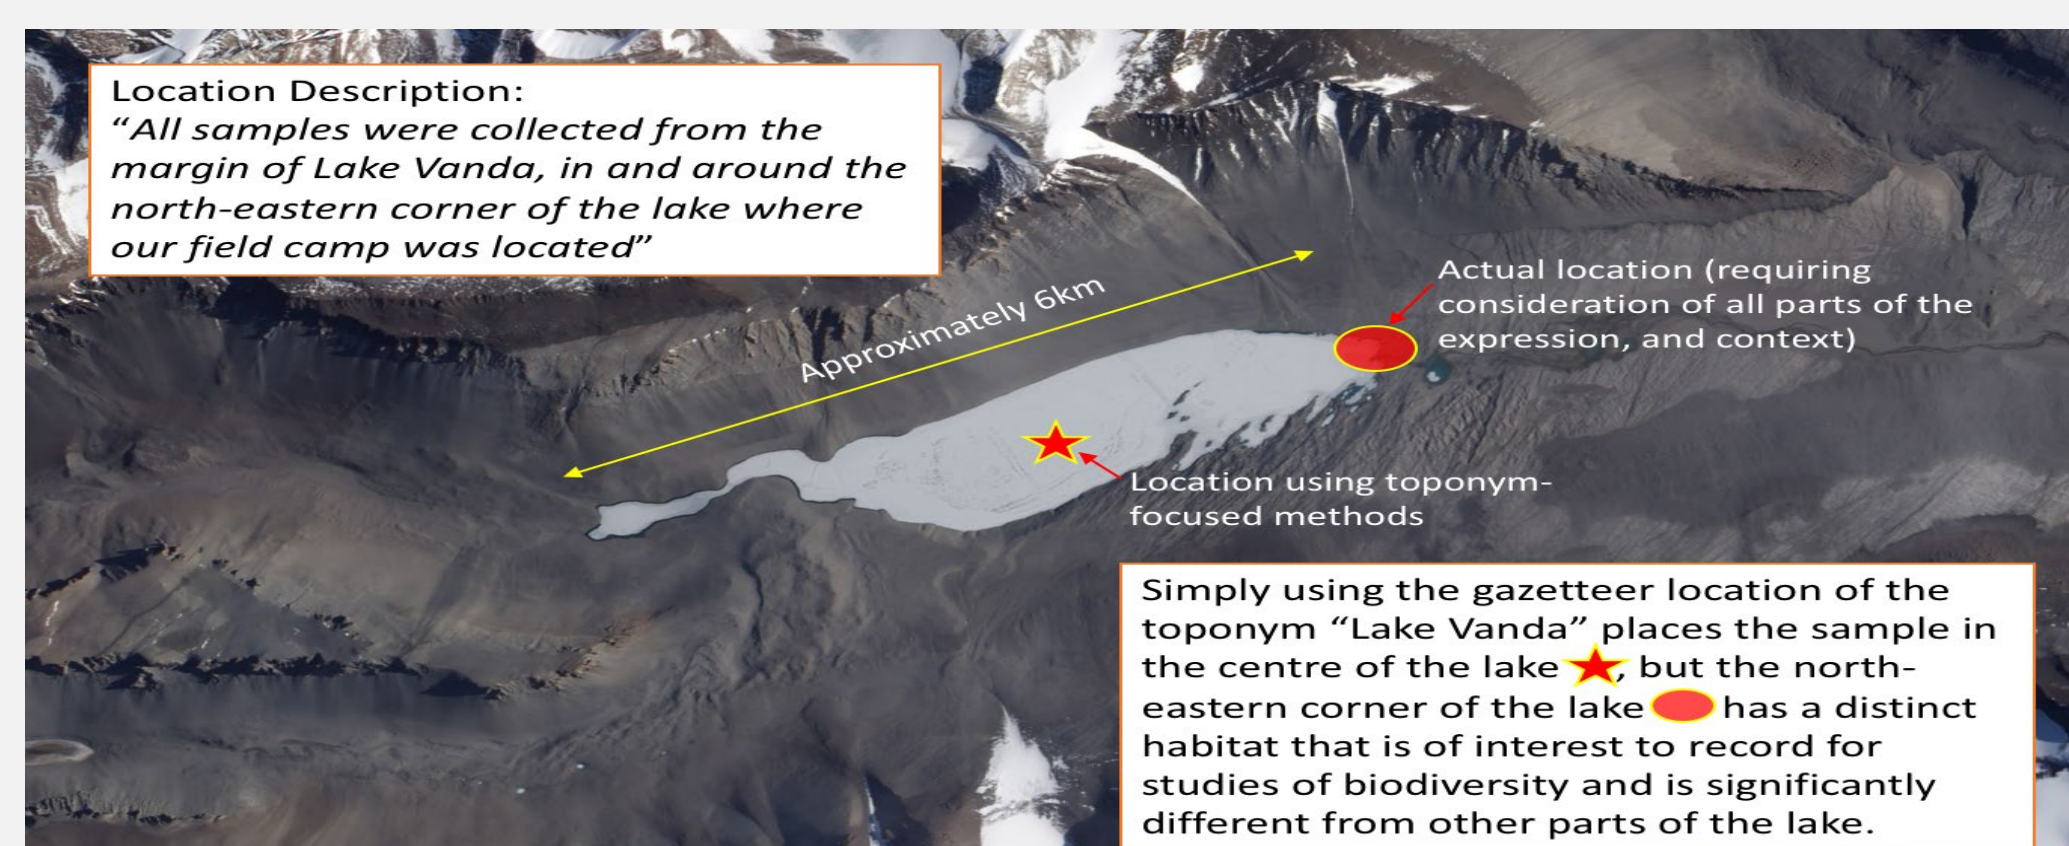 Location Description:
“All samples were collected from the
margin of Lake Vanda, in and around the
north-eastern corner of the lake where
our field camp was located”
Approximately 6km
Actual location (requiring
consideration of all parts of the
expression, and context)
Location using toponym-
focused methods
Simply using the gazetteer location of the
toponym “Lake Vanda” places the sample in
the centre of the lake , but the north-
eastern corner of the lake has a distinct
habitat that is of interest to record for
studies of biodiversity and is significantly
different from other parts of the lake.